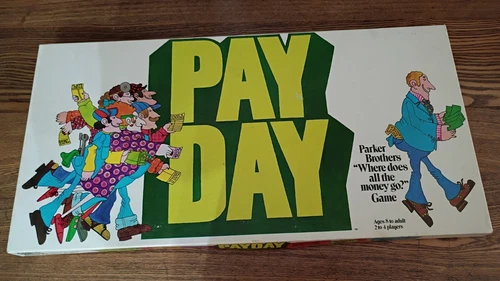 PAY
DAY
Parker
Brothers
"Where does
all the
money go?"
Game
Ages 8 to adult
2 to 4 players
PAYDAY